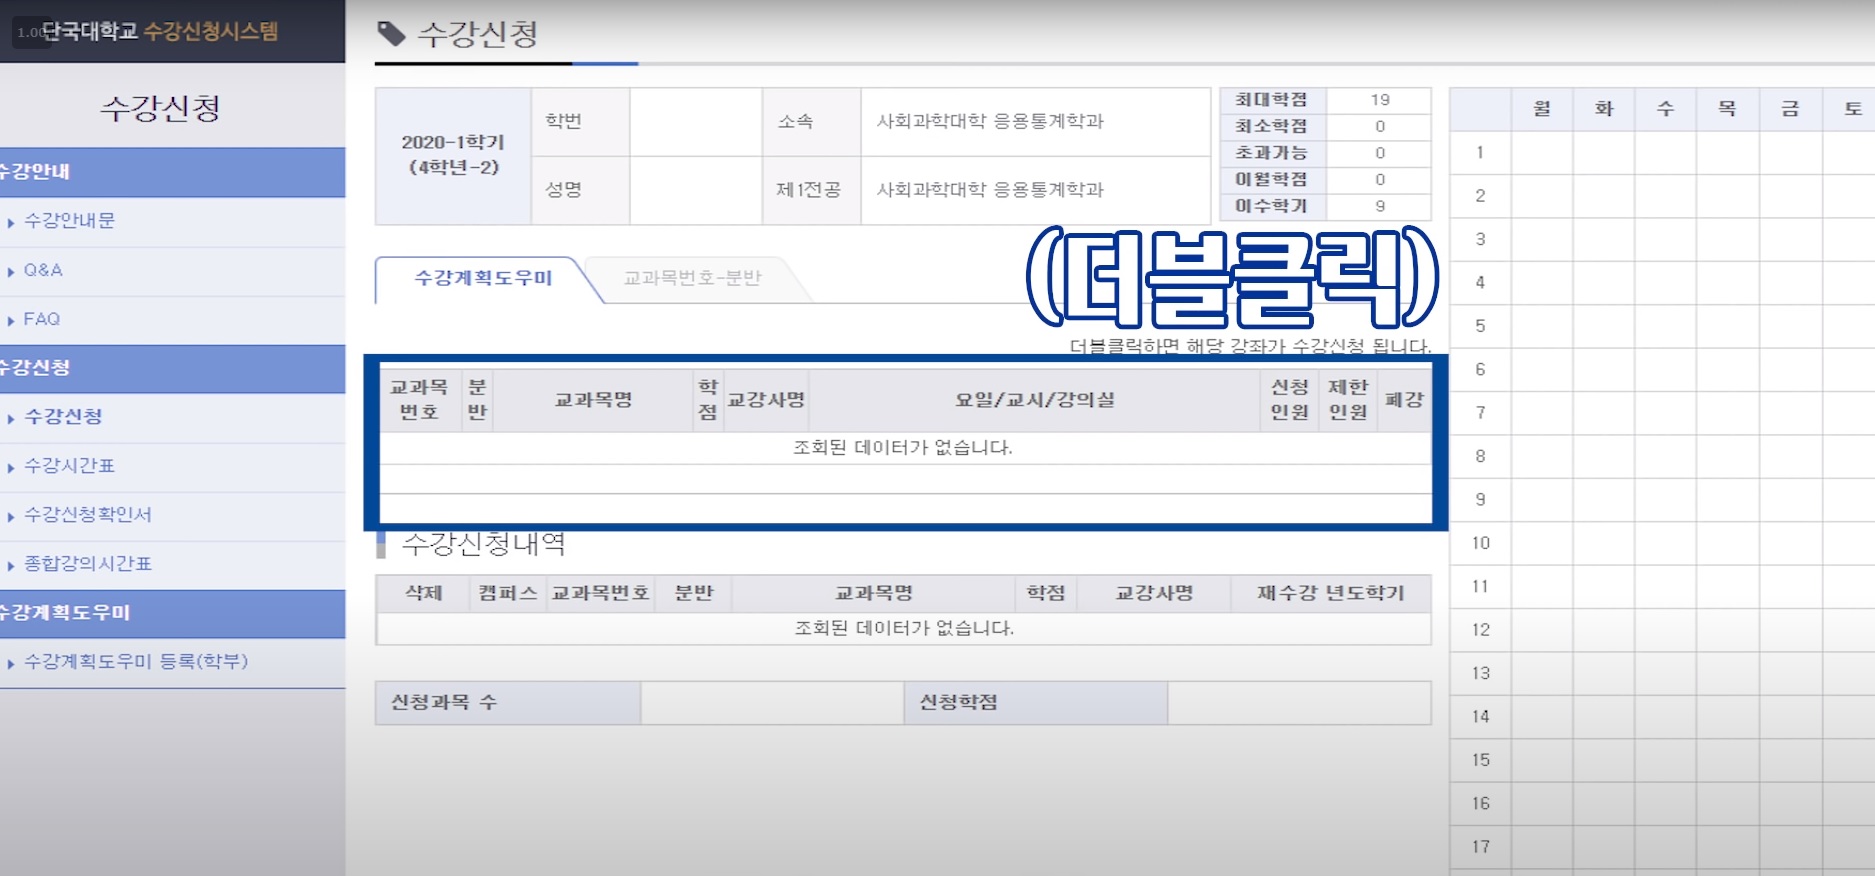 1.00
단국대학교 수강신청시스템
수강신청
수강안내
수강안내문
Q&A
FAQ
수강신청
수강신청
수강시간표
수강신청확인서
종합강의시간표
수강계획도우미
수강계획도우미 등록(학부)
수강신청
2020-1학기
(4학년-2)
학번
소속
사회과학대학 응용통계학과
성명
제1전공
사회과학대학 응용통계학과
최대학점 19
최소학점 0
초과가능 0
이월학점 0
이수학기 9
수강계획도우미
교과목번호-분반
(더블클릭)
더블클릭하면 해당 강좌가 수강신청 됩니다.
교과목번호 분반 교과목명 학점 교강사명 요일/교시/강의실 신청인원 제한인원 폐강
조회된 데이터가 없습니다.
수강신청내역
삭제 캠퍼스 교과목번호 분반 교과목명 학점 교강사명 재수강 년도학기
조회된 데이터가 없습니다.
신청과목 수
신청학점
월 화 수 목 금 토
1
2
3
4
5
6
7
8
9
10
11
12
13
14
15
16
17